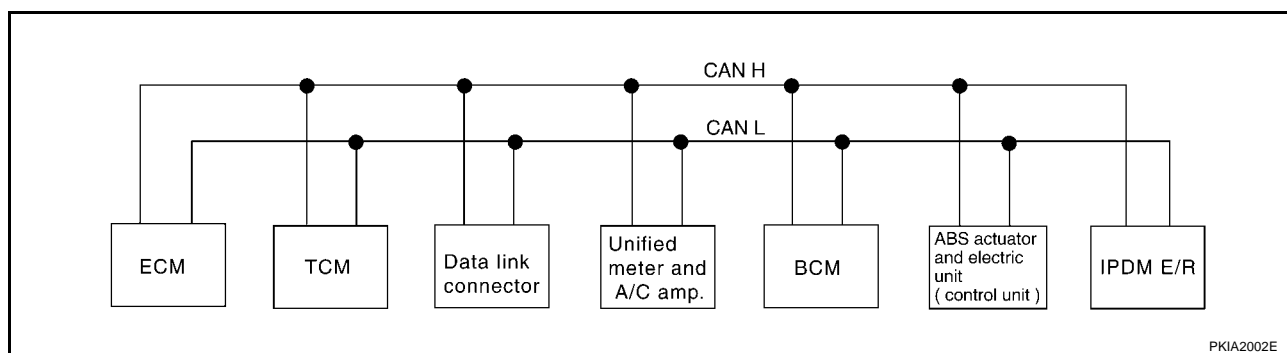 CAN H
CAN L
ECM
TCM
Data link
connector
Unified
meter and
A/C amp.
BCM
ABS actuator
and electric
unit
( control unit )
IPDM E/R
PKIA2002E